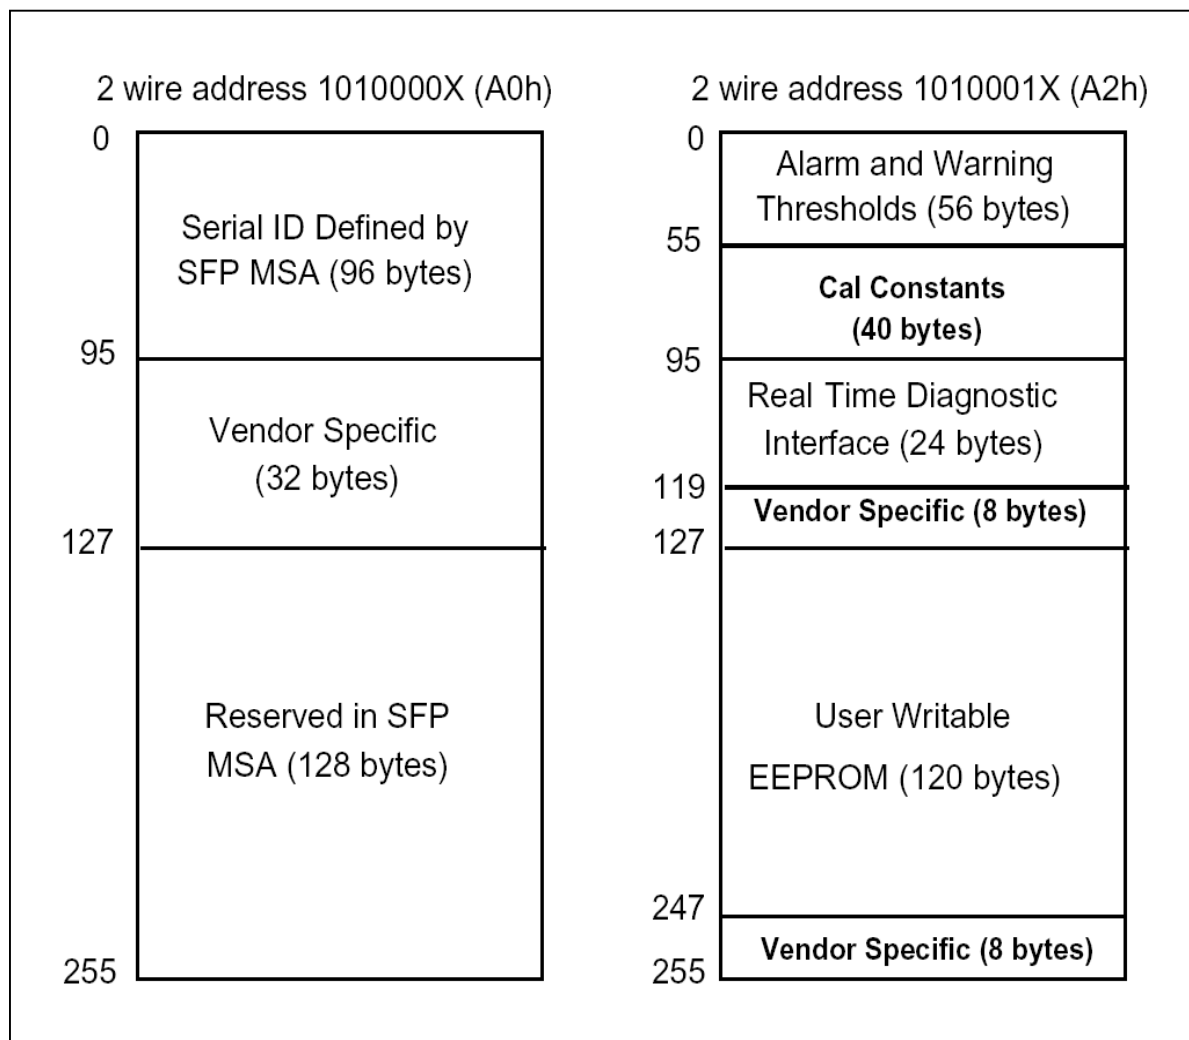 2 wire address 1010000X (A0h)
0
Serial ID Defined by
SFP MSA (96 bytes)
95
Vendor Specific
(32 bytes)
127
Reserved in SFP
MSA (128 bytes)
255
2 wire address 1010001X (A2h)
0
Alarm and Warning
Thresholds (56 bytes)
55
Cal Constants
(40 bytes)
95
Real Time Diagnostic
Interface (24 bytes)
119
Vendor Specific (8 bytes)
127
User Writable
EEPROM (120 bytes)
247
Vendor Specific (8 bytes)
255